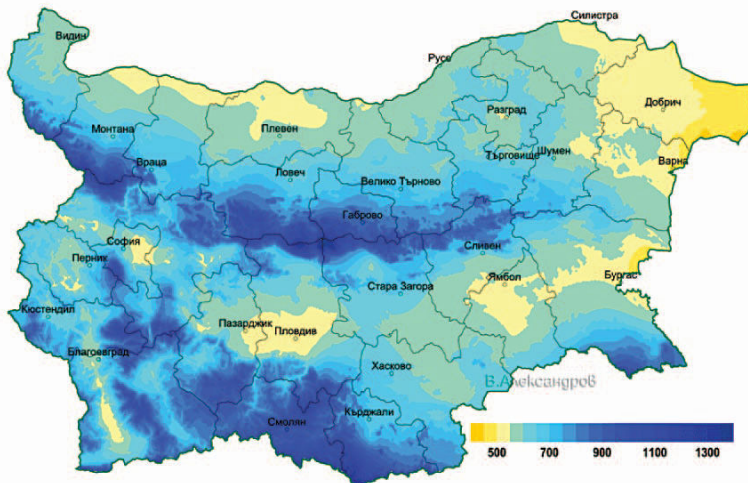 Силистра
Видин
Русе
Добрич
Разград
Монтана
Плевен
Шумен
Търговище
Варна
Враца
Ловеч
Велико Търново
Габрово
София
Сливен
Перник
Ямбол
Бургас
Стара Загора
Кюстендил
Пазарджик
Пловдив
Благоевград
Хасково
В.Александров
Кърджали
Смолян
500 700 900 1100 1300